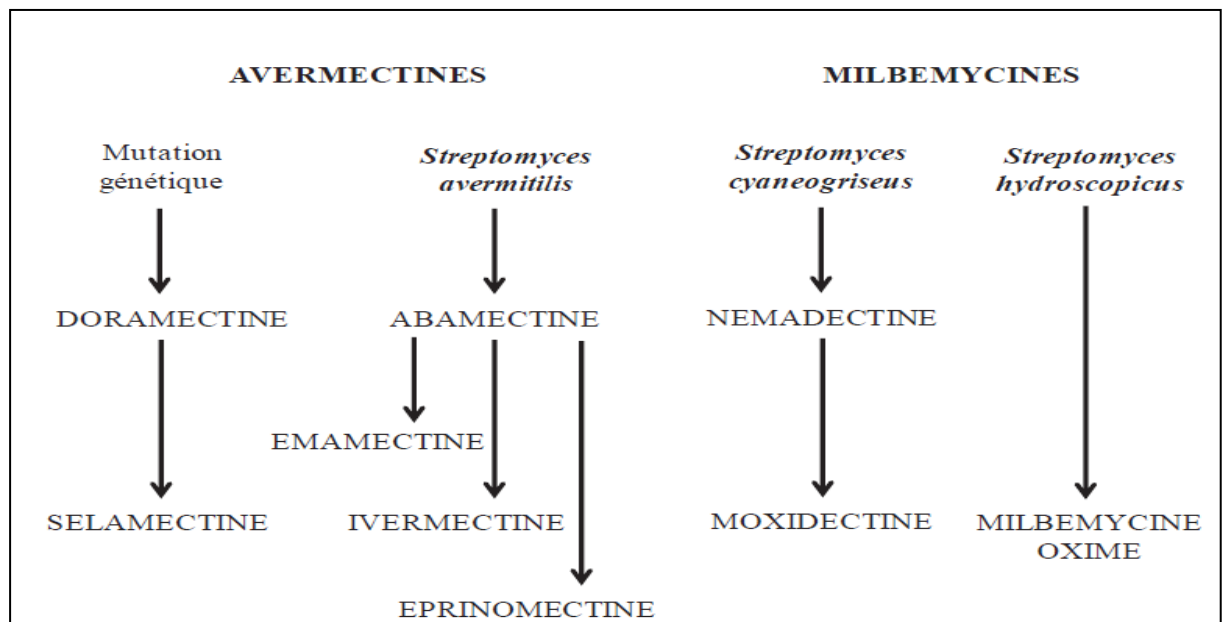 AVERMECTINES
MILBEMYCINES
Mutation
génétique
Streptomyces
avermitilis
Streptomyces
cyaneogriseus
Streptomyces
hydroscopicus
DORAMECTINE
ABAMECTINE
NEMADECTINE
EMAMECTINE
SELAMECTINE
IVERMECTINE
MOXIDECTINE
MILBEMYCINE
OXIME
EPRINOMECTINE